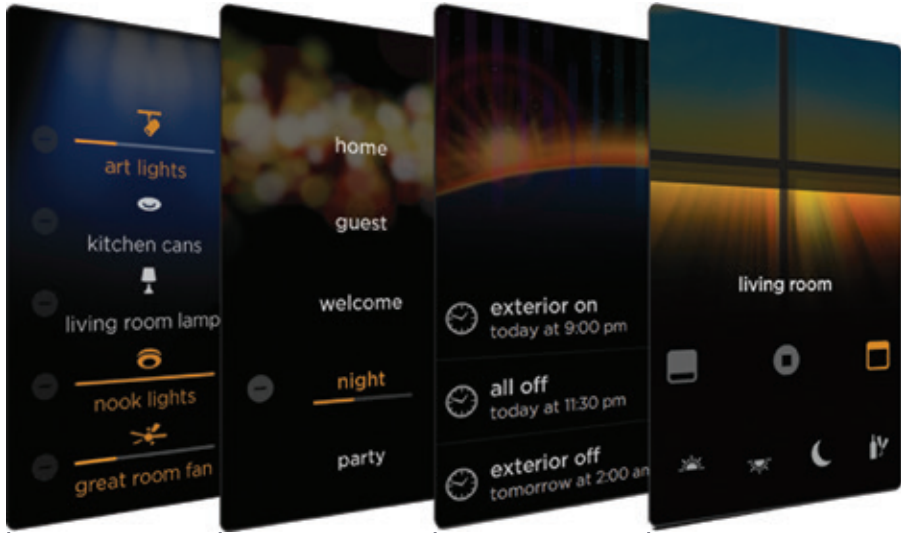 art lights
kitchen cans
living room lamp
nook lights
great room fan
home
guest
welcome
night
party
exterior on
today at 9:00 pm
all off
today at 11:30 pm
exterior off
tomorrow at 2:00 am
living room